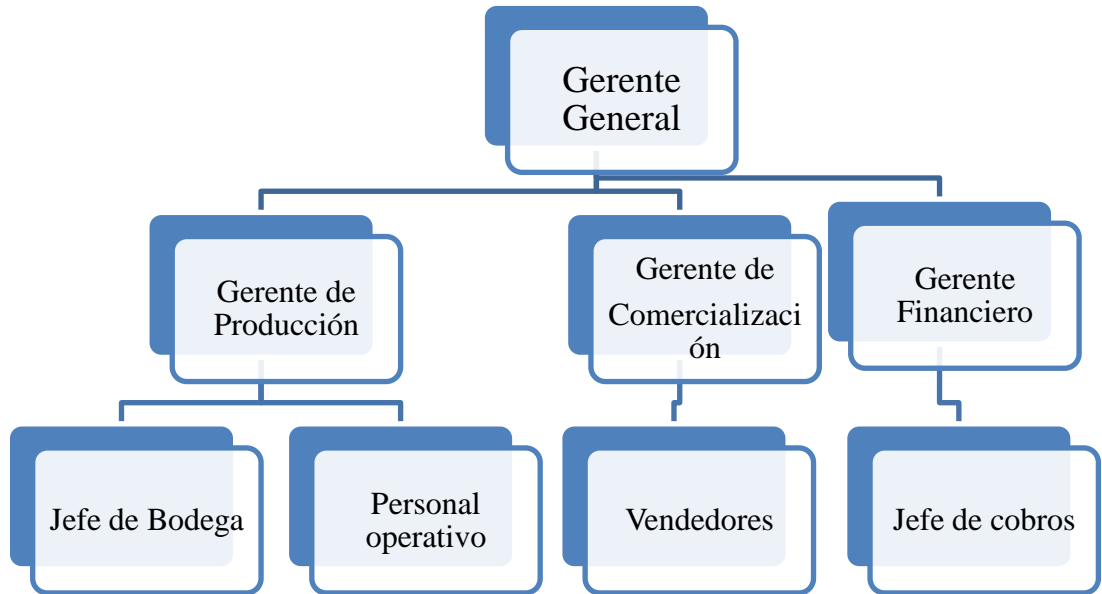 Gerente
General
Gerente de
Producción
Gerente de
Comercializaci
ón
Gerente
Financiero
Jefe de Bodega
Personal
operativo
Vendedores
Jefe de cobros